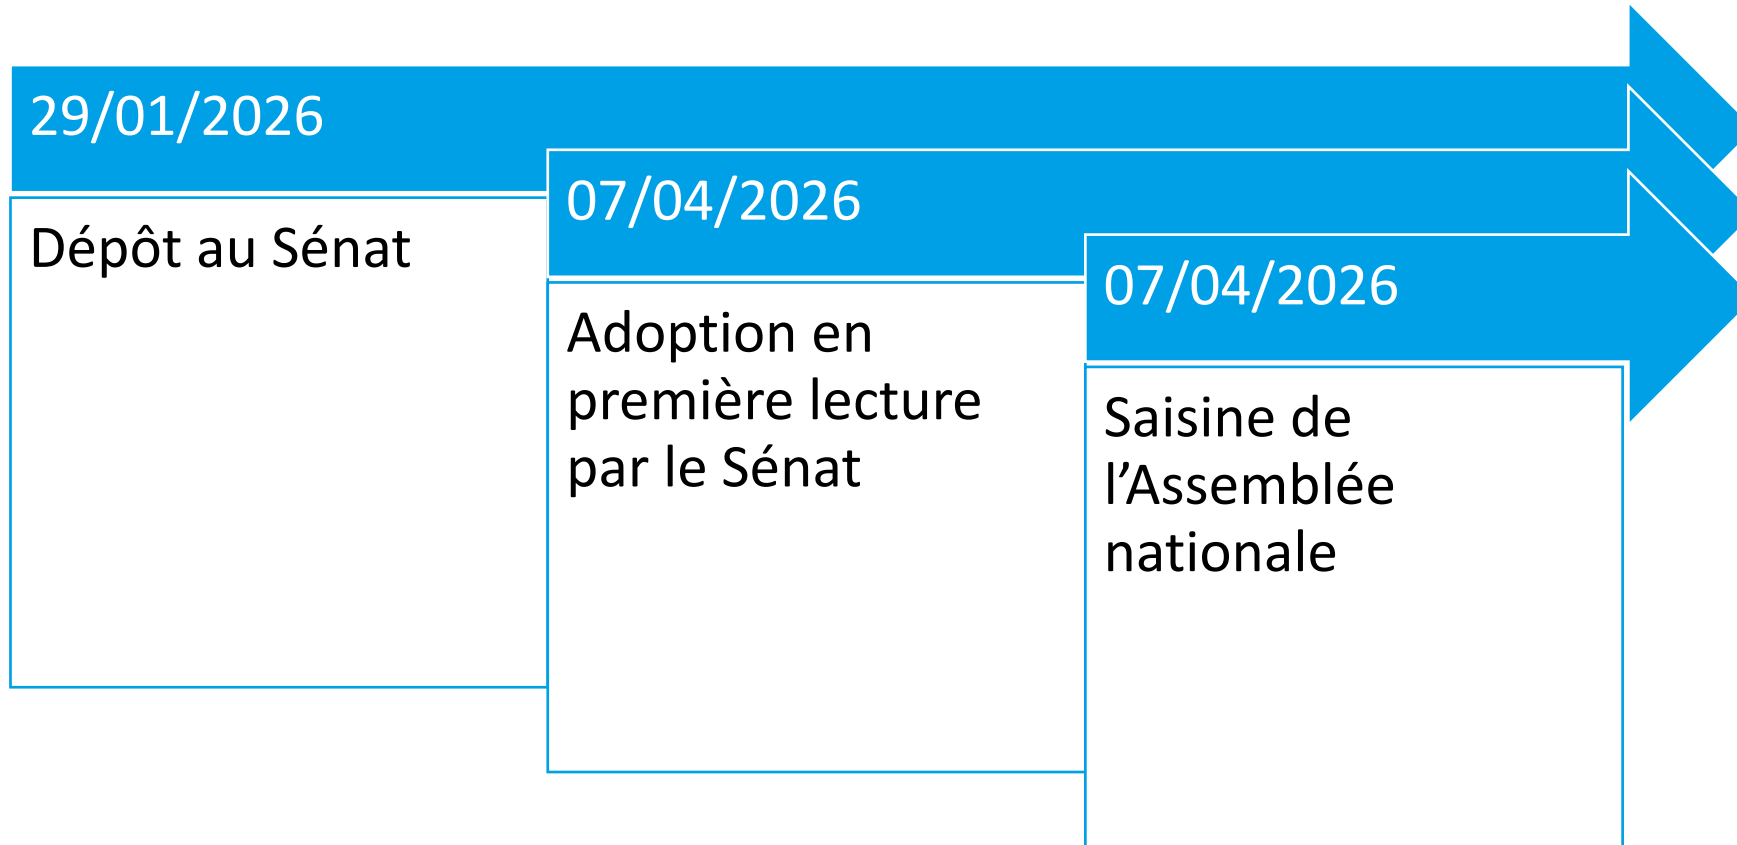 29/01/2026
Dépôt au Sénat
07/04/2026
Adoption en
première lecture
par le Sénat
07/04/2026
Saisine de
l’Assemblée
nationale